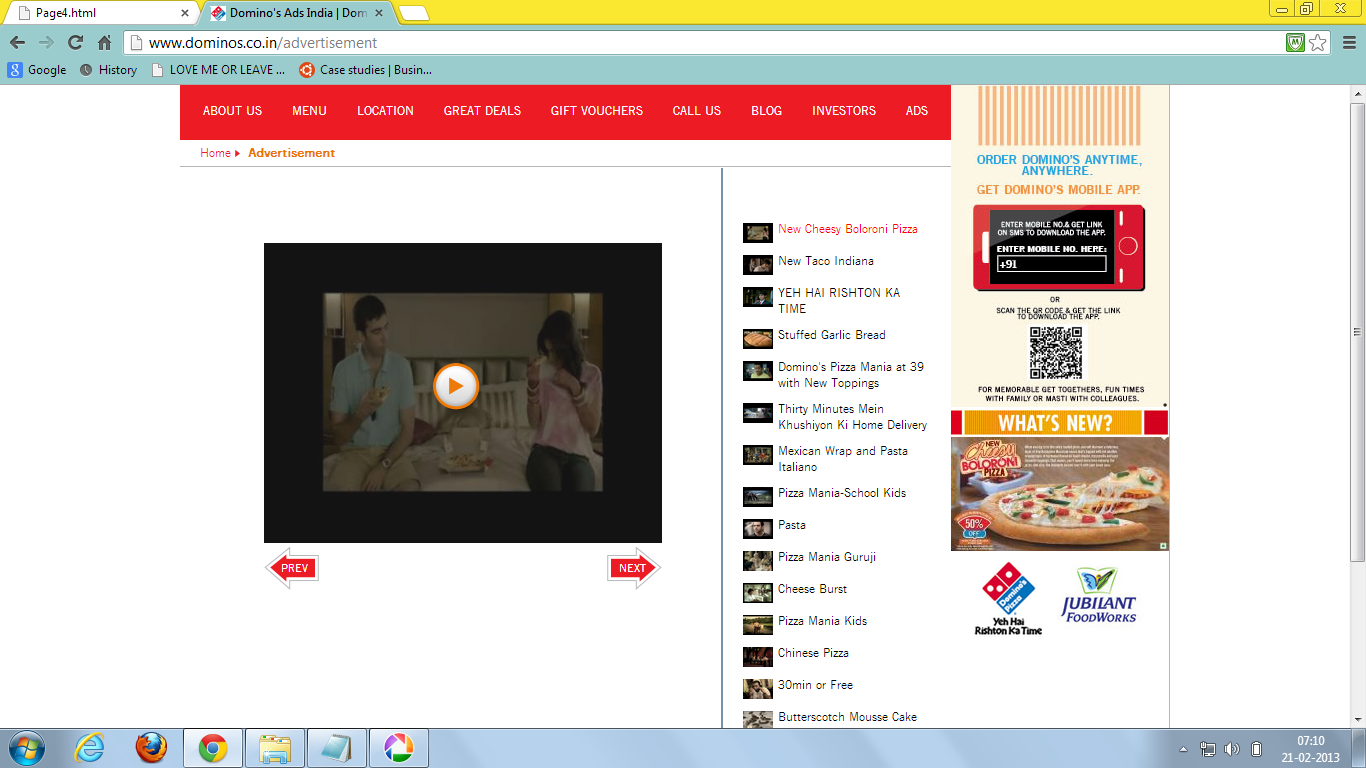 Page4.html
Domino's Ads India | Dom
www.dominos.co.in/advertisement
Google
History
LOVE ME OR LEAVE ...
Case studies | Busin...
ABOUT US
MENU
LOCATION
GREAT DEALS
GIFT VOUCHERS
CALL US
BLOG
INVESTORS
ADS
Home
Advertisement
PREV
NEXT
New Cheesy Boloroni Pizza
New Taco Indiana
YEH HAI RISHTON KA
TIME
Stuffed Garlic Bread
Domino's Pizza Mania at 39
with New Toppings
Thirty Minutes Mein
Khushiyon Ki Home Delivery
Mexican Wrap and Pasta
Italiano
Pizza Mania-School Kids
Pasta
Pizza Mania Guruji
Cheese Burst
Pizza Mania Kids
Chinese Pizza
30min or Free
Butterscotch Mousse Cake
ORDER DOMINO'S ANYTIME,
ANYWHERE.
GET DOMINO'S MOBILE APP.
ENTER MOBILE NO.& GET LINK
ON SMS TO DOWNLOAD THE APP.
ENTER MOBILE NO. HERE:
+91
OR
SCAN THE QR CODE & GET THE LINK
TO DOWNLOAD THE APP.
FOR MEMORABLE GET TOGETHERS, FUN TIMES
WITH FAMILY OR MASTI WITH COLLEAGUES.
WHAT'S NEW?
NEW
Cheesy
BOLORONI
PIZZA
50%
OFF
Domino's
Pizza
Yeh Hai
Rishton Ka Time
JUBILANT
FOODWORKS
07:10
21-02-2013